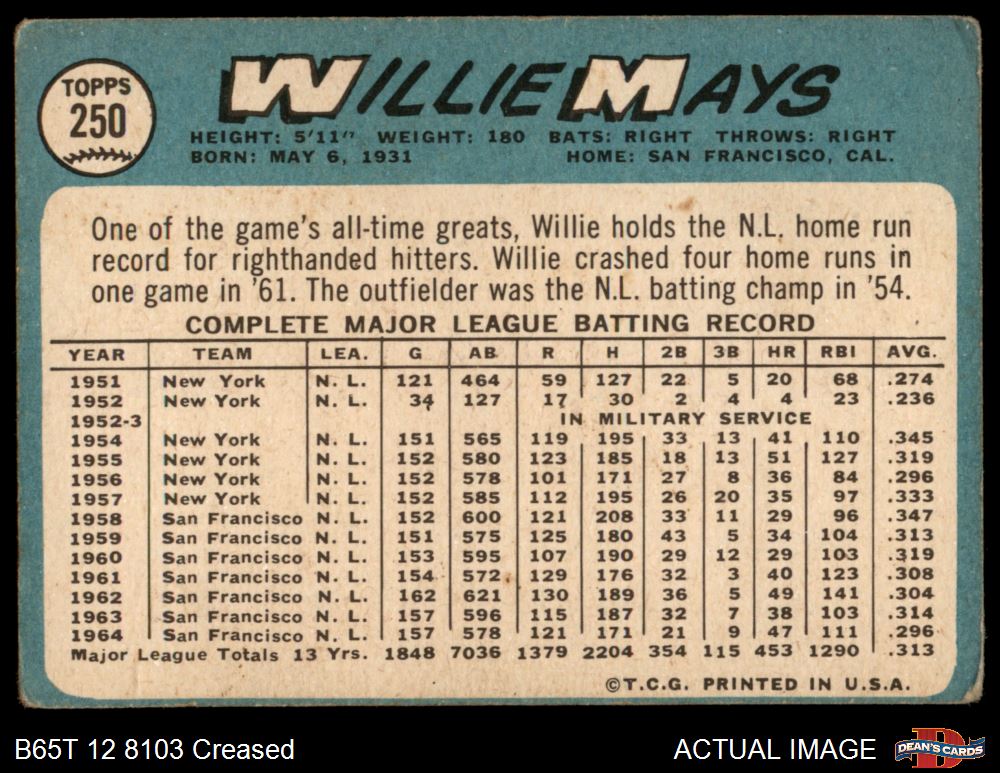 TOPPS
250
WILLIE MAYS
HEIGHT: 5'11" WEIGHT: 180 BATS: RIGHT THROWS: RIGHT
BORN: MAY 6, 1931 HOME: SAN FRANCISCO, CAL.
One of the game's all-time greats, Willie holds the N.L. home run
record for righthanded hitters. Willie crashed four home runs in
one game in '61. The outfielder was the N.L. batting champ in '54.
COMPLETE MAJOR LEAGUE BATTING RECORD
YEAR TEAM LEA. G AB R H 2B 3B HR RBI AVG.
1951 New York N. L. 121 464 59 127 22 5 20 68 .274
1952 New York N. L. 34 127 17 30 2 4 4 23 .236
1952-3 IN MILITARY SERVICE
1954 New York N. L. 151 565 119 195 33 13 41 110 .345
1955 New York N. L. 152 580 123 185 18 13 51 127 .319
1956 New York N. L. 152 578 101 171 27 8 36 84 .296
1957 New York N. L. 152 585 112 195 26 20 35 97 .333
1958 San Francisco N. L. 152 600 121 208 33 11 29 96 .347
1959 San Francisco N. L. 151 575 125 180 43 5 34 104 .313
1960 San Francisco N. L. 153 595 107 190 29 12 29 103 .319
1961 San Francisco N. L. 154 572 129 176 32 3 40 123 .308
1962 San Francisco N. L. 162 621 130 189 36 5 49 141 .304
1963 San Francisco N. L. 157 596 115 187 32 7 38 103 .314
1964 San Francisco N. L. 157 578 121 171 21 9 47 111 .296
Major League Totals 13 Yrs. 1848 7036 1379 2204 354 115 453 1290 .313
©T.C.G. PRINTED IN U.S.A.
B65T 12 8103 Creased
ACTUAL IMAGE
D
DEAN'S CARDS